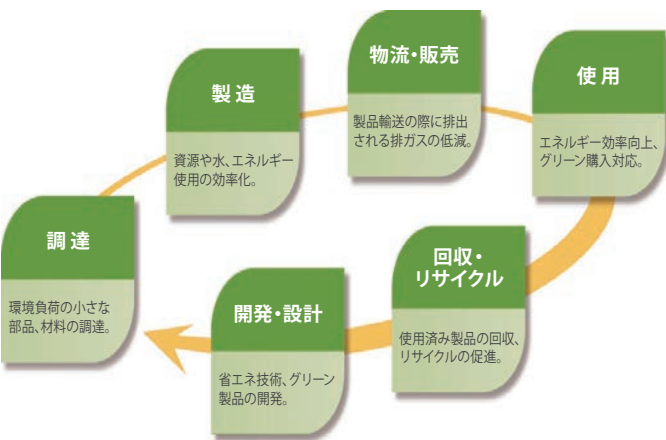 物流・販売
製品輸送の際に排出
される排ガスの低減。
使用
エネルギー効率向上、
グリーン購入対応。
製造
資源や水、エネルギー
使用の効率化。
調達
環境負荷の小さな
部品、材料の調達。
回収・
リサイクル
使用済み製品の回収、
リサイクルの促進。
開発・設計
省エネ技術、グリーン
製品の開発。